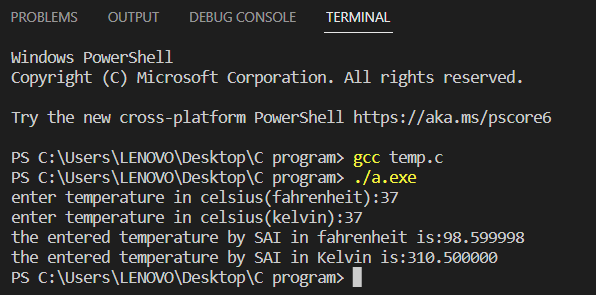 PROBLEMS OUTPUT DEBUG CONSOLE TERMINAL
Windows PowerShell
Copyright (C) Microsoft Corporation. All rights reserved.
Try the new cross-platform PowerShell https://aka.ms/pscore6
PS C:\Users\LENOVO\Desktop\C program> gcc temp.c
PS C:\Users\LENOVO\Desktop\C program> ./a.exe
enter temperature in celsius(fahrenheit):37
enter temperature in celsius(kelvin):37
the entered temperature by SAI in fahrenheit is:98.599998
the entered temperature by SAI in Kelvin is:310.500000
PS C:\Users\LENOVO\Desktop\C program>